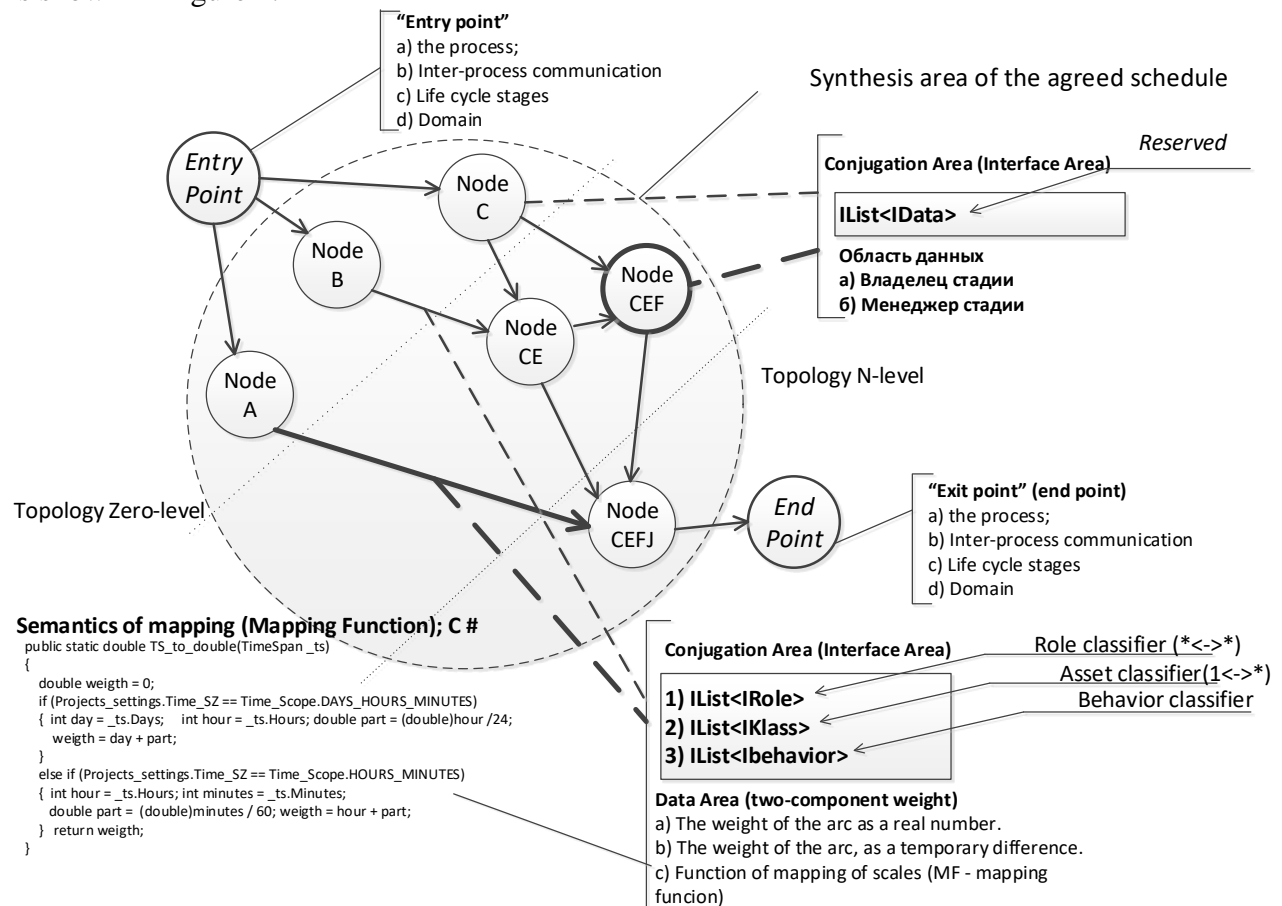 “Entry point”
a) the process;
b) Inter-process communication
c) Life cycle stages
d) Domain
Synthesis area of the agreed schedule
Reserved
Conjugation Area (Interface Area)
IList<IData>
Область данных
а) Владелец стадии
б) Менеджер стадии
Entry
Point
Node
C
Node
B
Node
CEF
Node
CE
Node
A
Topology N-level
Topology Zero-level
Node
CEFJ
End
Point
“Exit point” (end point)
a) the process;
b) Inter-process communication
c) Life cycle stages
d) Domain
Semantics of mapping (Mapping Function); C #
public static double TS_to_double(TimeSpan _ts)
{
double weigth = 0;
if (Projects_settings.Time_SZ == Time_Scope.DAYS_HOURS_MINUTES)
{ int day = _ts.Days; int hour = _ts.Hours; double part = (double)hour /24;
weigth = day + part;
}
else if (Projects_settings.Time_SZ == Time_Scope.HOURS_MINUTES)
{ int hour = _ts.Hours; int minutes = _ts.Minutes;
double part = (double)minutes / 60; weigth = hour + part;
} return weigth;
}
Conjugation Area (Interface Area)
Role classifier (*<->*)
Asset classifier(1<->*)
Behavior classifier
1) IList<IRole>
2) IList<IKlass>
3) IList<Ibehavior>
Data Area (two-component weight)
a) The weight of the arc as a real number.
b) The weight of the arc, as a temporary difference.
c) Function of mapping of scales (MF - mapping
funcion)